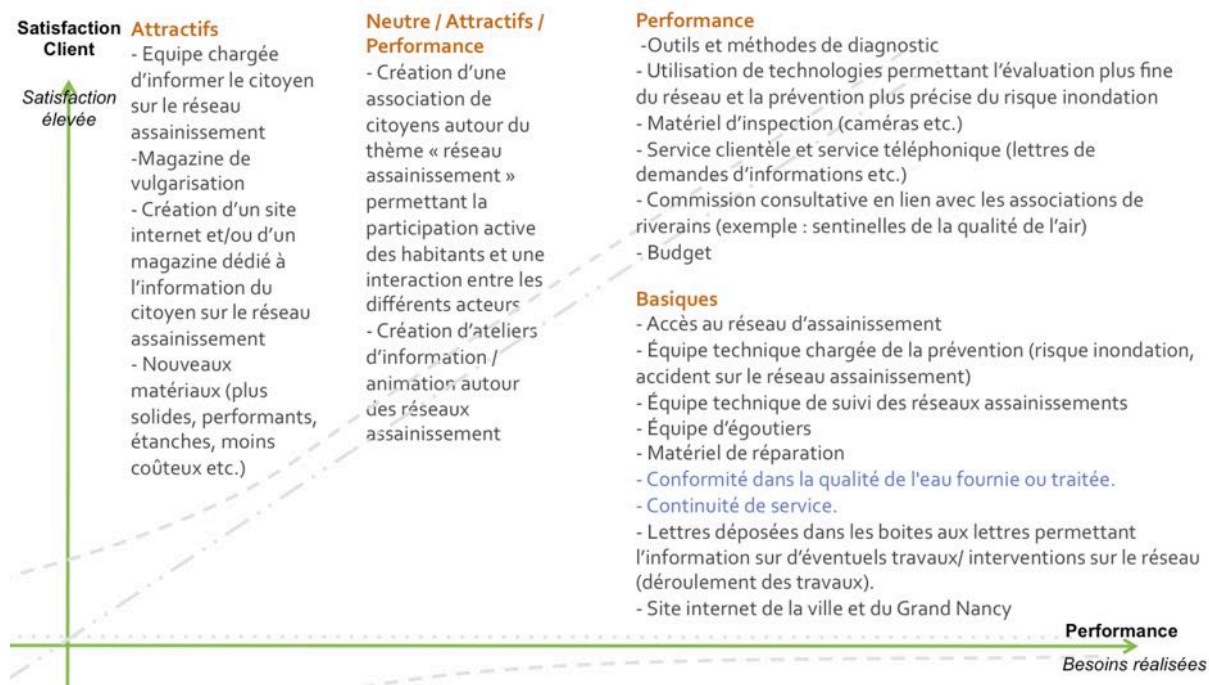 Satisfaction
Client
Satisfaction
élevée
Attractifs
- Equipe chargée
d'informer le citoyen
sur le réseau
assainissement
-Magazine de
vulgarisation
- Création d'un site
internet et/ou d'un
magazine dédié à
l'information du
citoyen sur le réseau
assainissement
- Nouveaux
matériaux (plus
solides, performants,
étanches, moins
coûteux etc.)
Neutre / Attractifs /
Performance
- Création d'une
association de
citoyens autour du
thème « réseau
assainissement »
permettant la
participation active
des habitants et une
interaction entre les
différents acteurs
- Création d'ateliers
d'information /
animation autour
des réseaux
assainissement
Performance
-Outils et méthodes de diagnostic
- Utilisation de technologies permettant l'évaluation plus fine
du réseau et la prévention plus précise du risque inondation
- Matériel d'inspection (caméras etc.)
- Service clientèle et service téléphonique (lettres de
demandes d'informations etc.)
- Commission consultative en lien avec les associations de
riverains (exemple : sentinelles de la qualité de l'air)
- Budget
Basiques
- Accès au réseau d'assainissement
- Équipe technique chargée de la prévention (risque inondation,
accident sur le réseau assainissement)
- Équipe technique de suivi des réseaux assainissements
- Équipe d'égoutiers
- Matériel de réparation
- Conformité dans la qualité de l'eau fournie ou traitée.
- Continuité de service.
- Lettres déposées dans les boites aux lettres permettant
l'information sur d'éventuels travaux/ interventions sur le réseau
(déroulement des travaux).
- Site internet de la ville et du Grand Nancy
Performance
Besoins réalisées